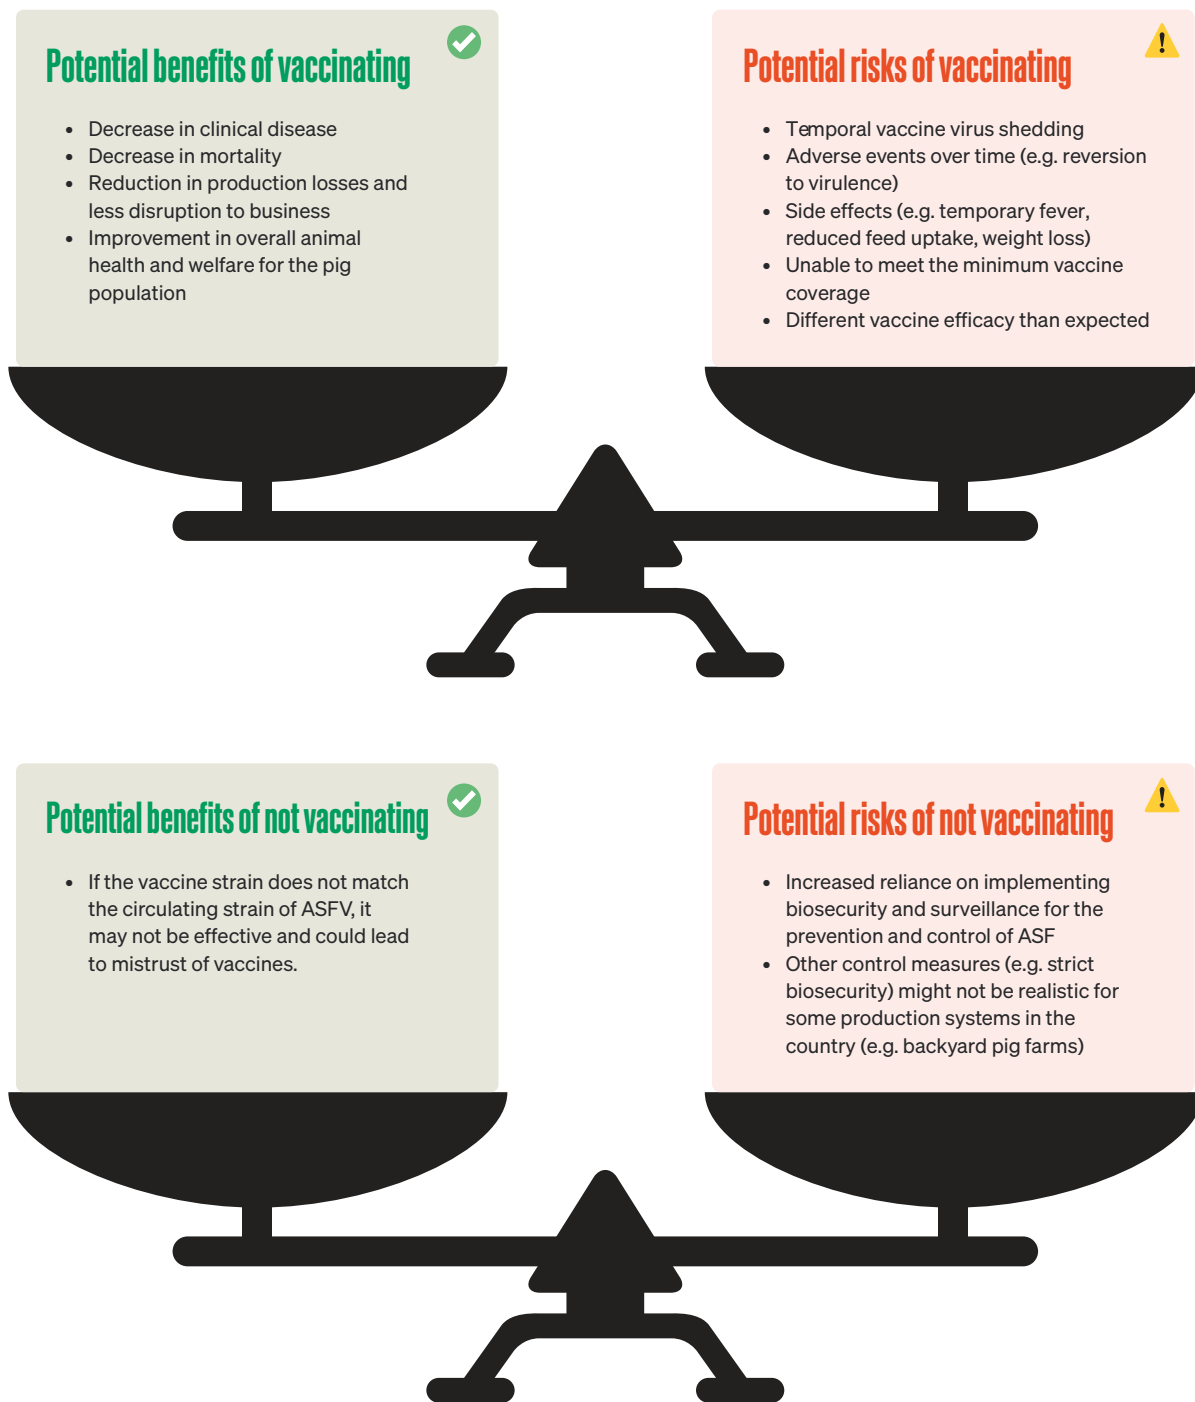 Potential benefits of vaccinating
• Decrease in clinical disease
• Decrease in mortality
• Reduction in production losses and
less disruption to business
• Improvement in overall animal
health and welfare for the pig
population
Potential risks of vaccinating
• Temporal vaccine virus shedding
• Adverse events over time (e.g. reversion
to virulence)
• Side effects (e.g. temporary fever,
reduced feed uptake, weight loss)
• Unable to meet the minimum vaccine
coverage
• Different vaccine efficacy than expected
Potential benefits of not vaccinating
• If the vaccine strain does not match
the circulating strain of ASFV, it
may not be effective and could lead
to mistrust of vaccines.
Potential risks of not vaccinating
• Increased reliance on implementing
biosecurity and surveillance for the
prevention and control of ASF
• Other control measures (e.g. strict
biosecurity) might not be realistic for
some production systems in the
country (e.g. backyard pig farms)